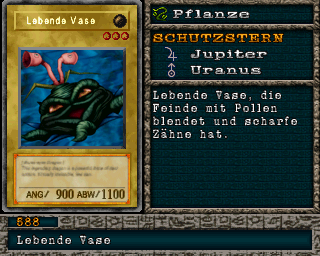 Lebende Vase
ANG/ 900 ABW/1100
Pflanze
SCHUTZSTERN
Jupiter
Uranus
Lebende Vase, die
Feinde mit Pollen
blendet und scharfe
Zähne hat.
588
Lebende Vase